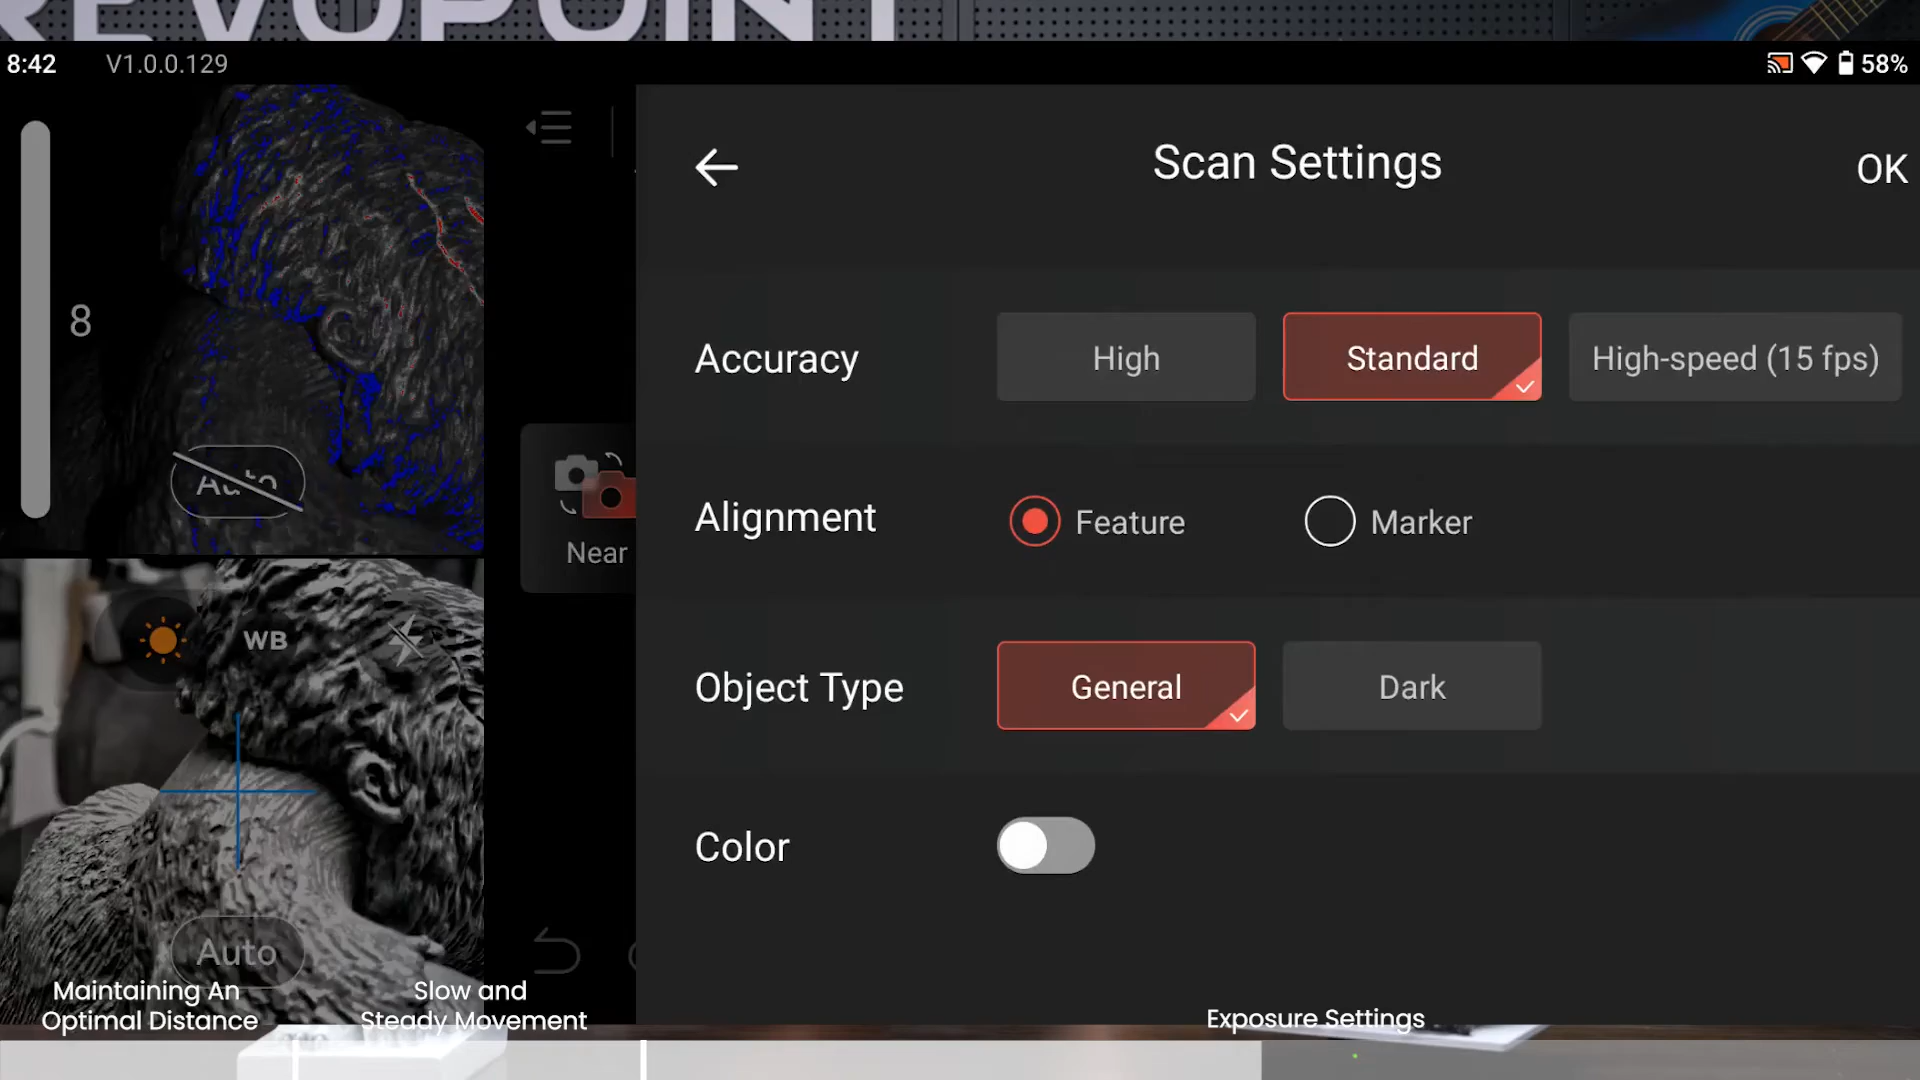 REVOPOINT
8:42 V1.0.0.129 58%
Scan Settings
OK
8
Accuracy High Standard High-speed (15 fps)
Auto
Near
Alignment Feature Marker
WB
Object Type General Dark
Color
Auto
Maintaining An
Optimal Distance
Slow and
Steady Movement
Exposure Settings